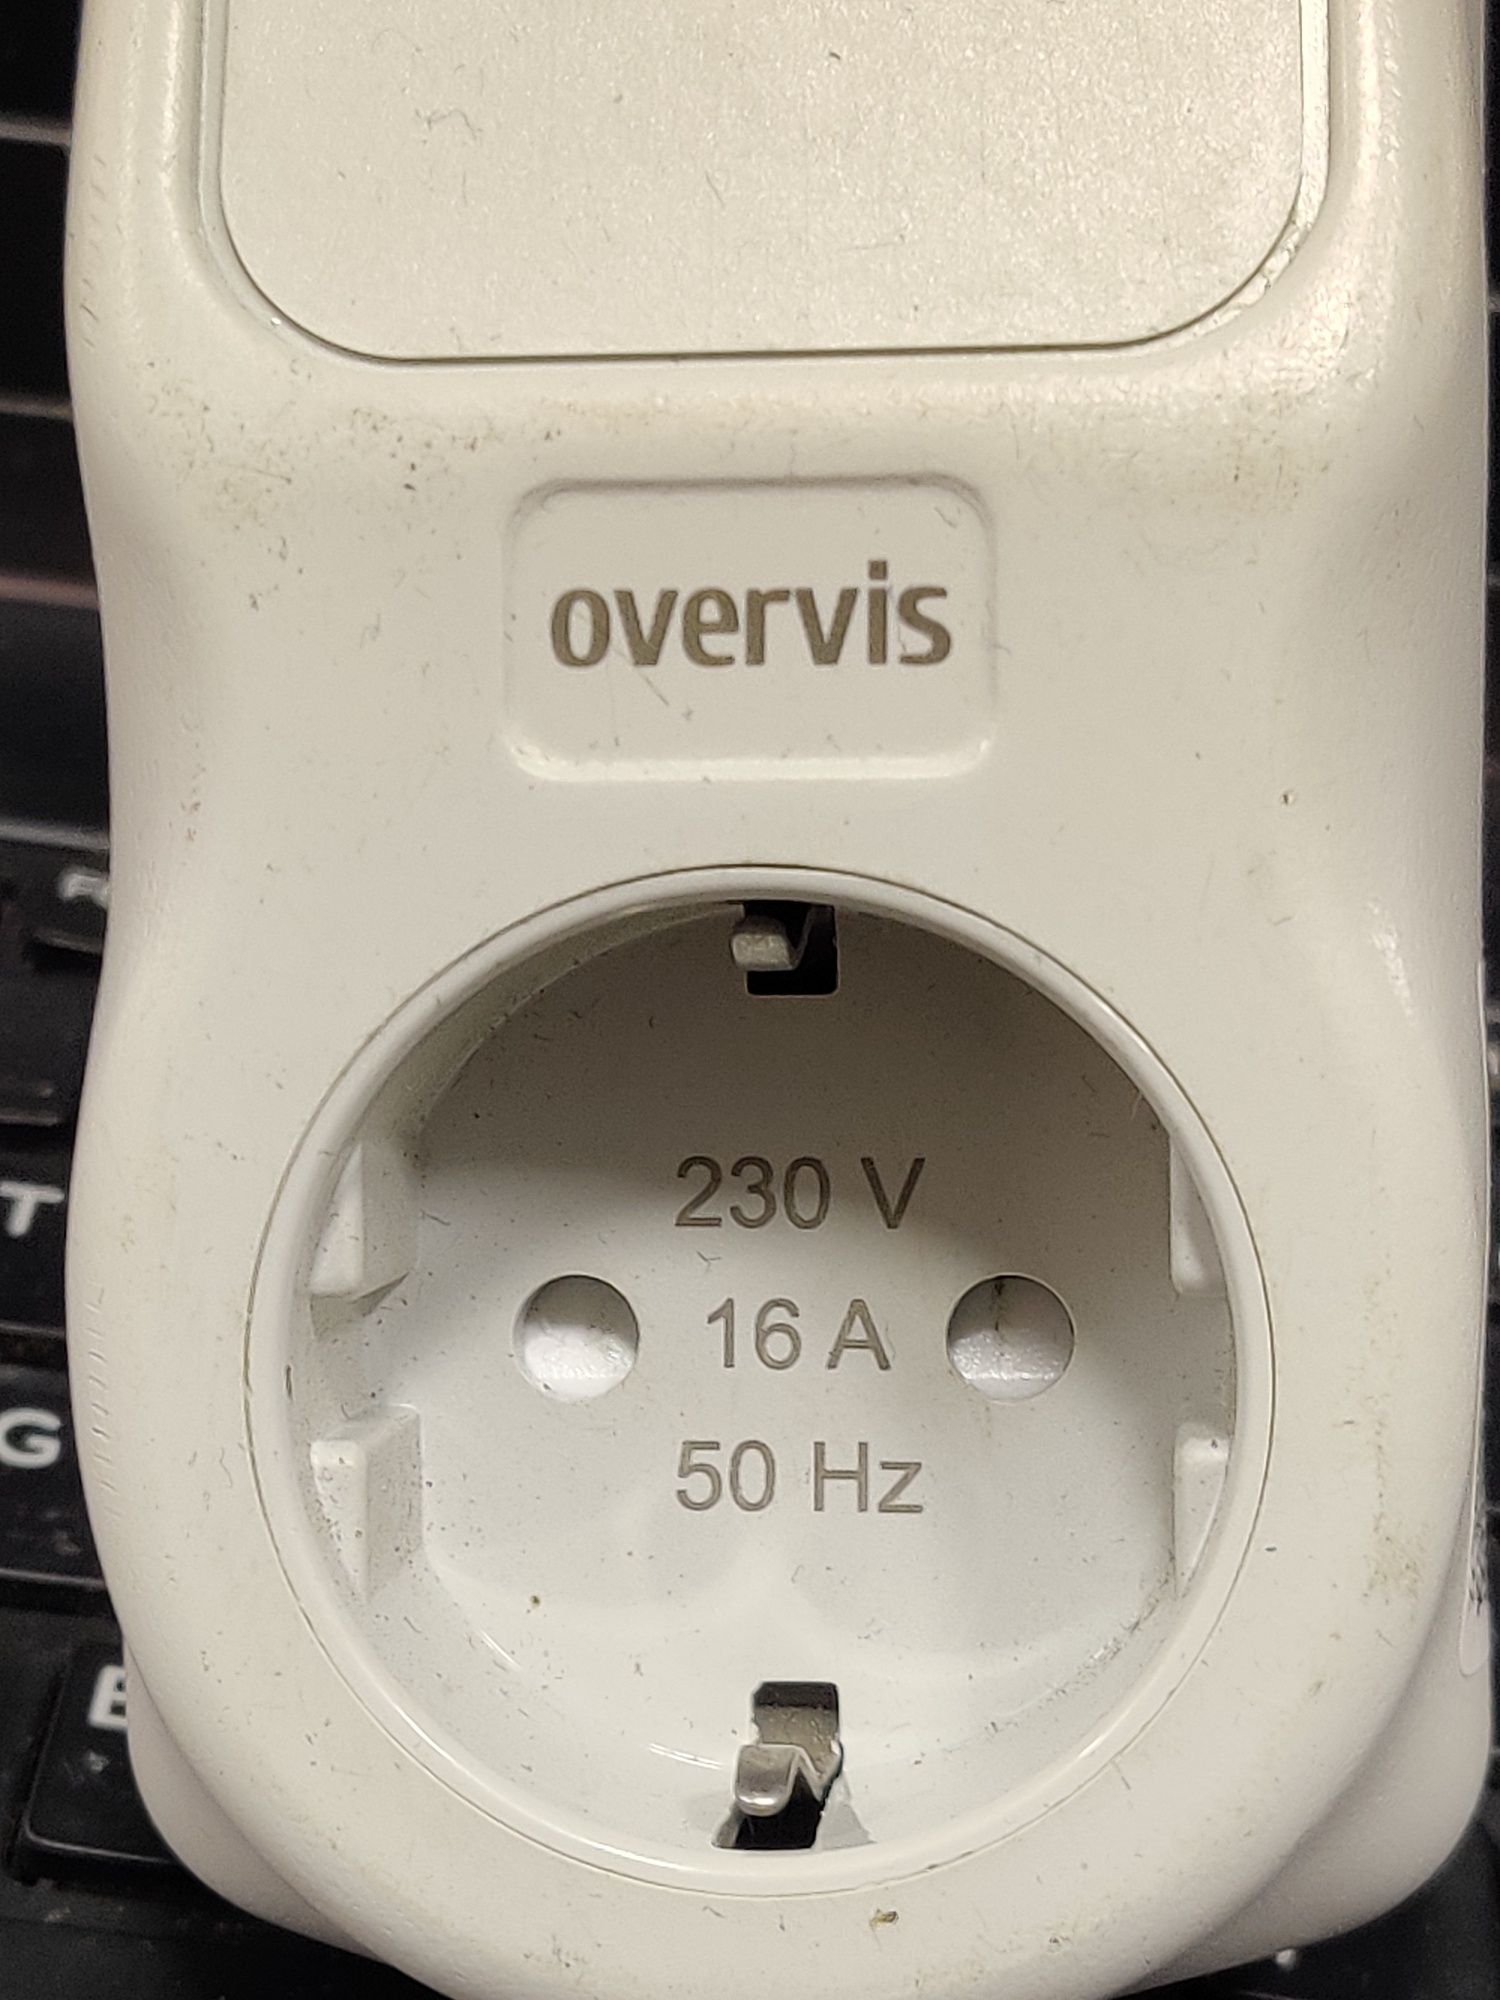 overvis
230 V
16 A
50 Hz
T
G